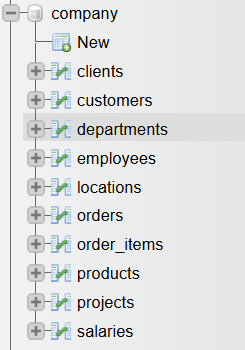 company
New
clients
customers
departments
employees
locations
orders
order_items
products
projects
salaries